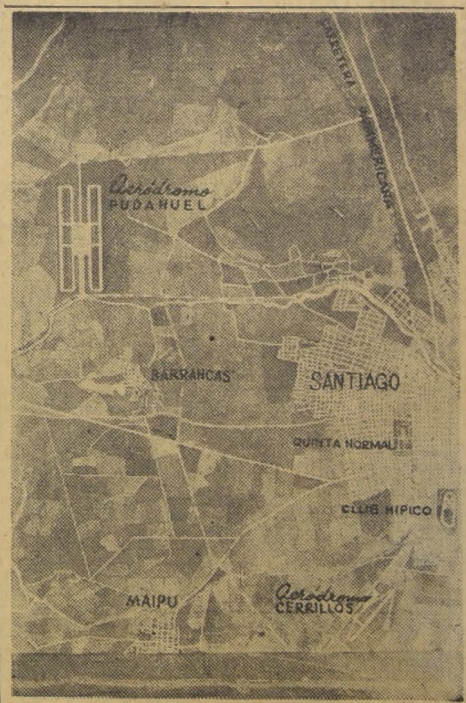 CARRETERA PANAMERICANA
Aeródromo
PUDAHUEL
BARRANCAS
SANTIAGO
QUINTA NORMAL
CLUB HIPICO
MAIPU
Aeródromo
CERRILLOS